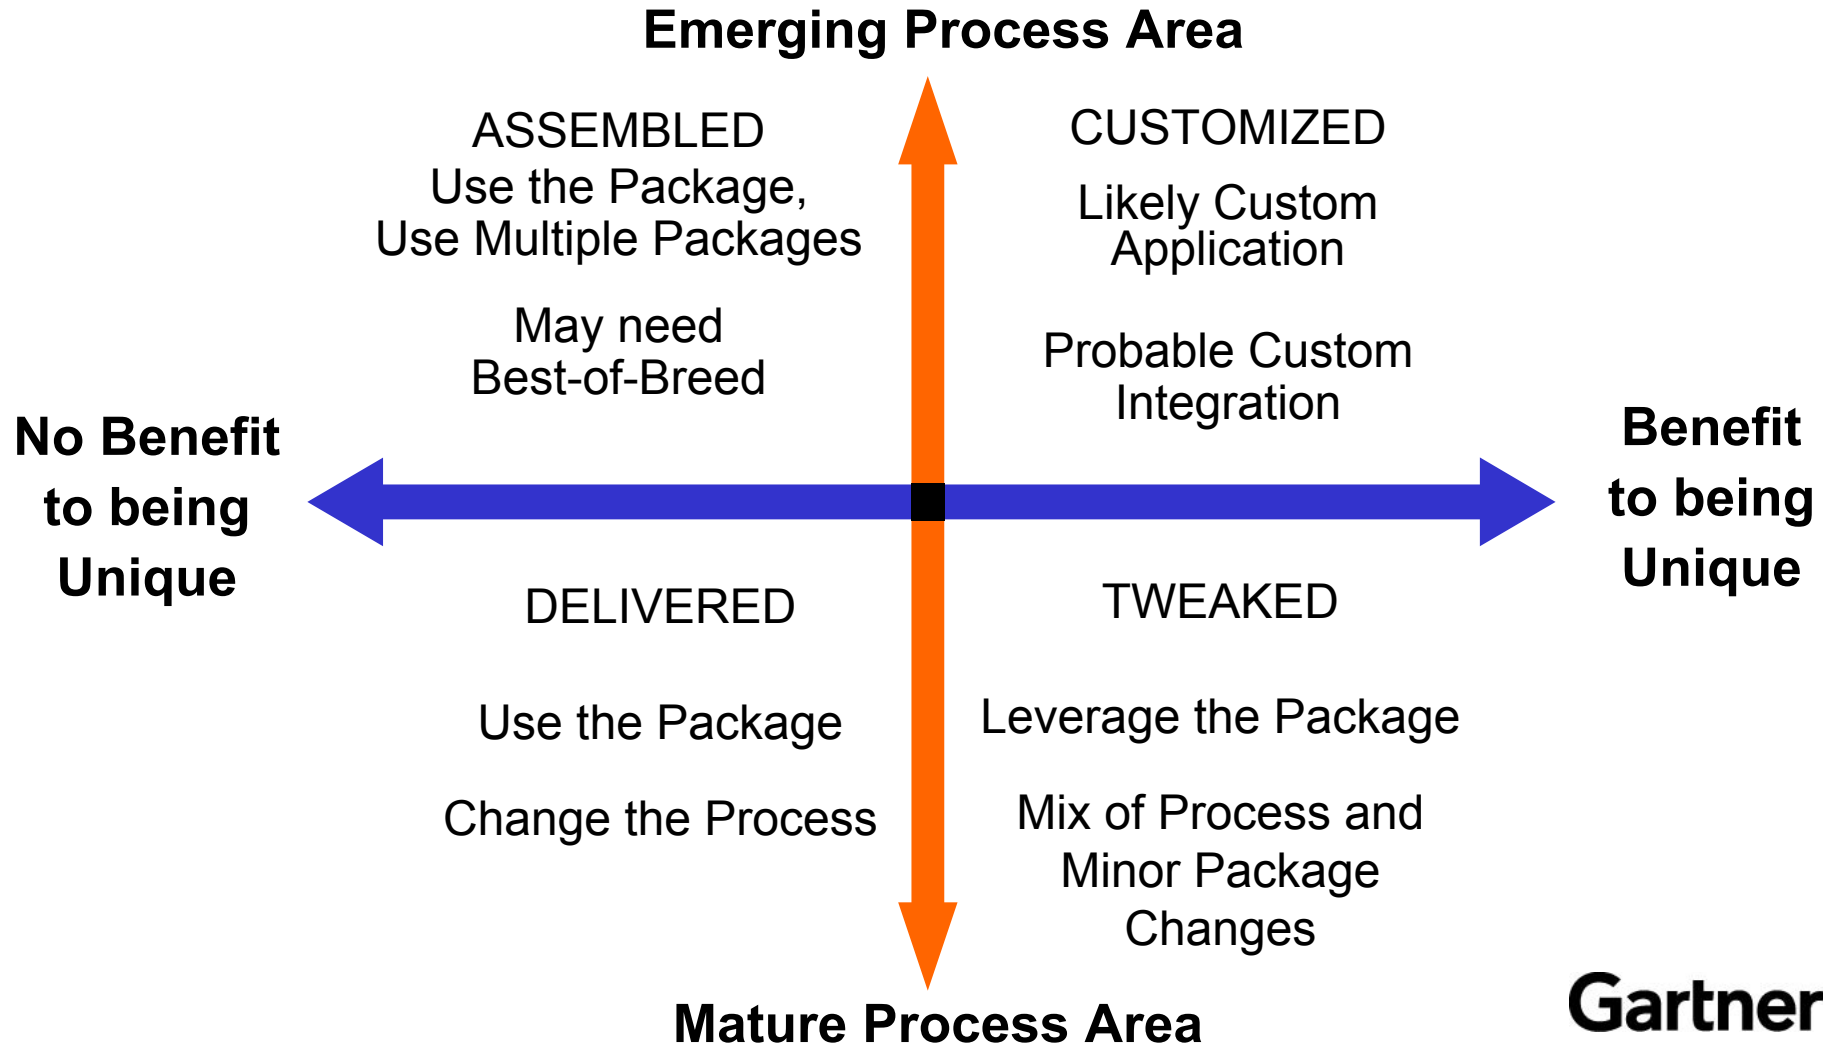 Emerging Process Area
ASSEMBLED
Use the Package,
Use Multiple Packages
May need
Best-of-Breed
CUSTOMIZED
Likely Custom
Application
Probable Custom
Integration
No Benefit
to being
Unique
Benefit
to being
Unique
DELIVERED
Use the Package
Change the Process
TWEAKED
Leverage the Package
Mix of Process and
Minor Package
Changes
Mature Process Area
Gartner